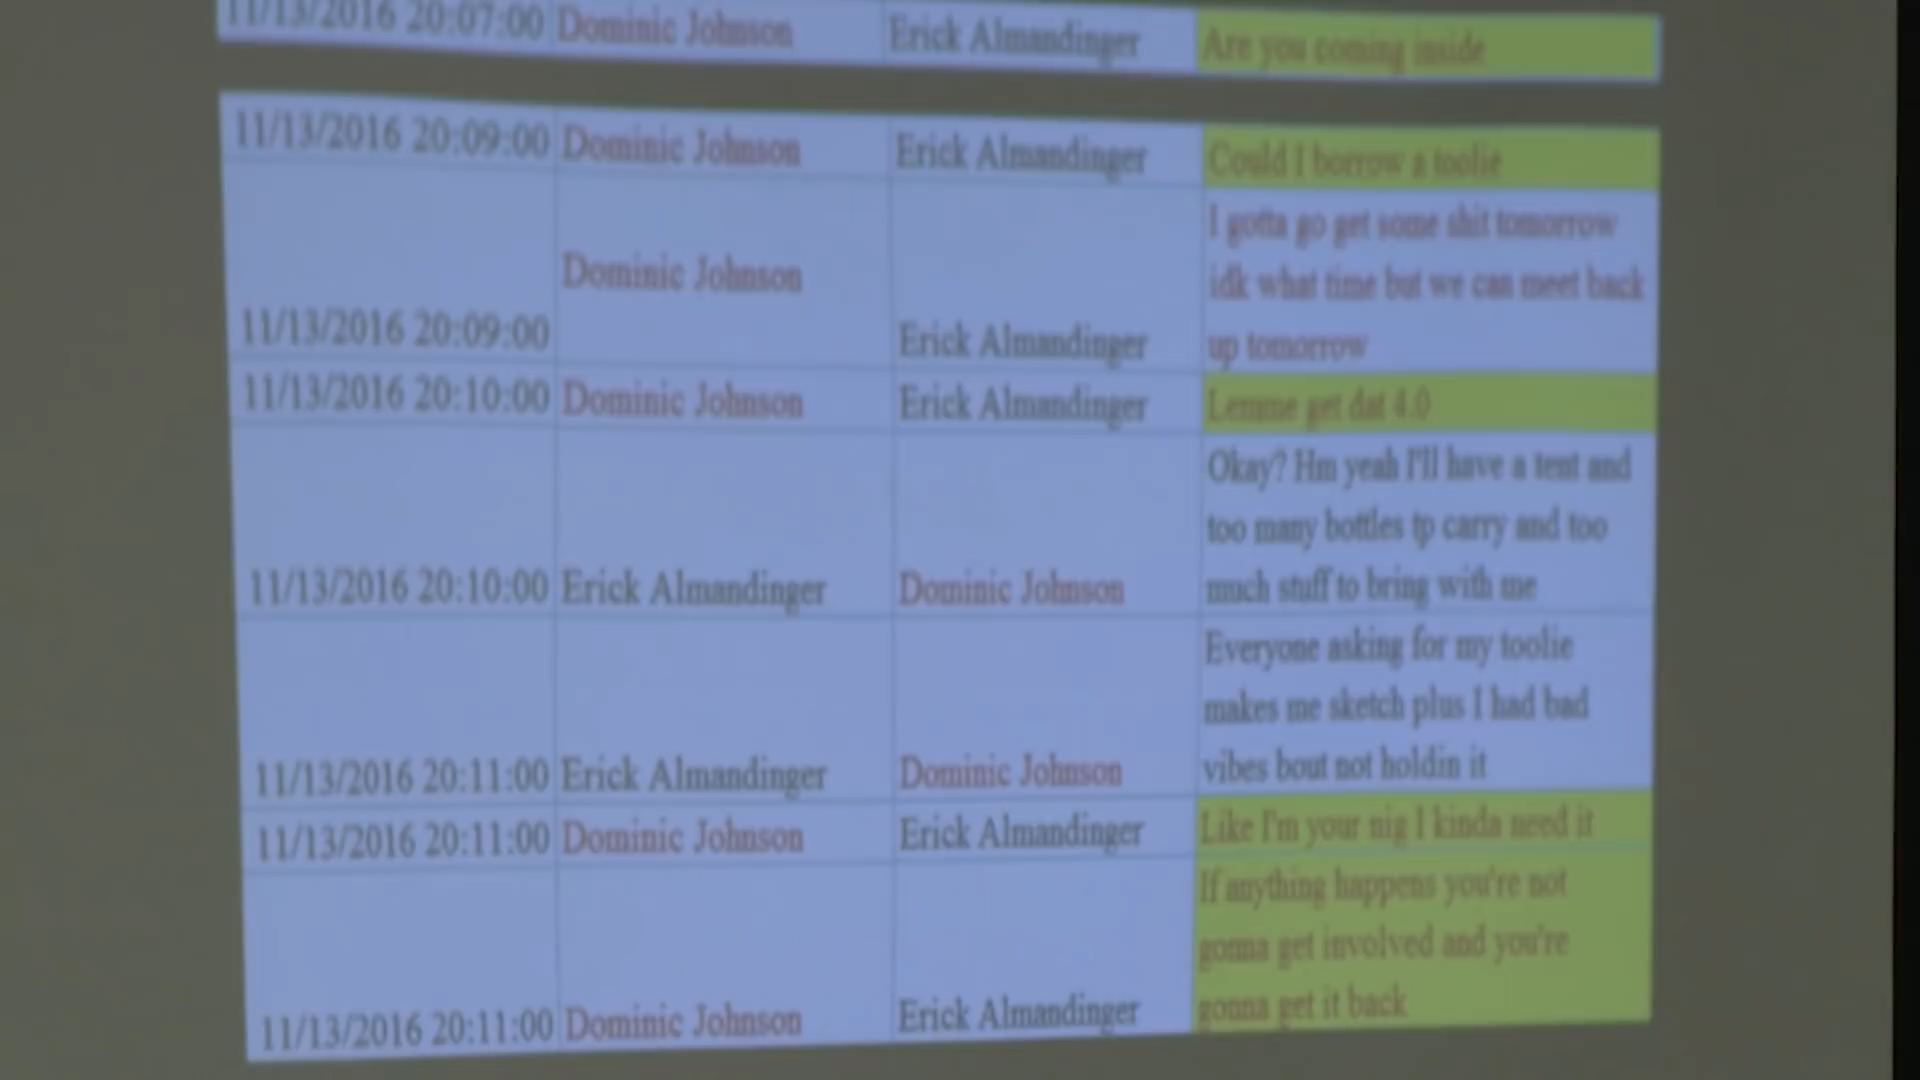 11/13/2016 20:07:00 Dominic Johnson Erick Almandinger Are you coming inside
11/13/2016 20:09:00 Dominic Johnson Erick Almandinger Could I borrow a toolie
I gotta go get some shit tomorrow
Dominic Johnson idk what time but we can meet back
11/13/2016 20:09:00 Erick Almandinger up tomorrow
11/13/2016 20:10:00 Dominic Johnson Erick Almandinger Lemme get dat 4.0
Okay? Hm yeah I'll have a tent and
too many bottles tp carry and too
11/13/2016 20:10:00 Erick Almandinger Dominic Johnson much stuff to bring with me
Everyone asking for my toolie
makes me sketch plus I had bad
11/13/2016 20:11:00 Erick Almandinger Dominic Johnson vibes bout not holdin it
11/13/2016 20:11:00 Dominic Johnson Erick Almandinger Like I'm your nig I kinda need it
If anything happens you're not
gonna get involved and you're
11/13/2016 20:11:00 Dominic Johnson Erick Almandinger gonna get it back